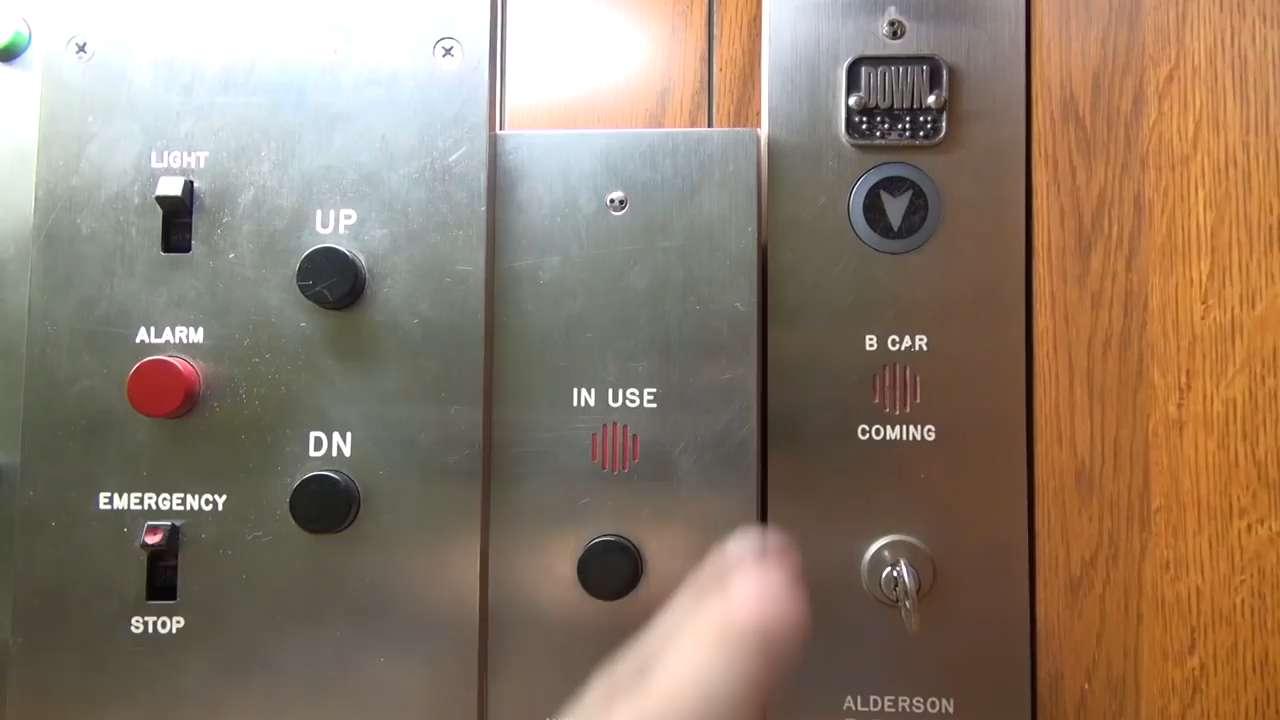 LIGHT
UP
ALARM
DN
EMERGENCY
STOP
IN USE
DOWN
B CAR
COMING
ALDERSON